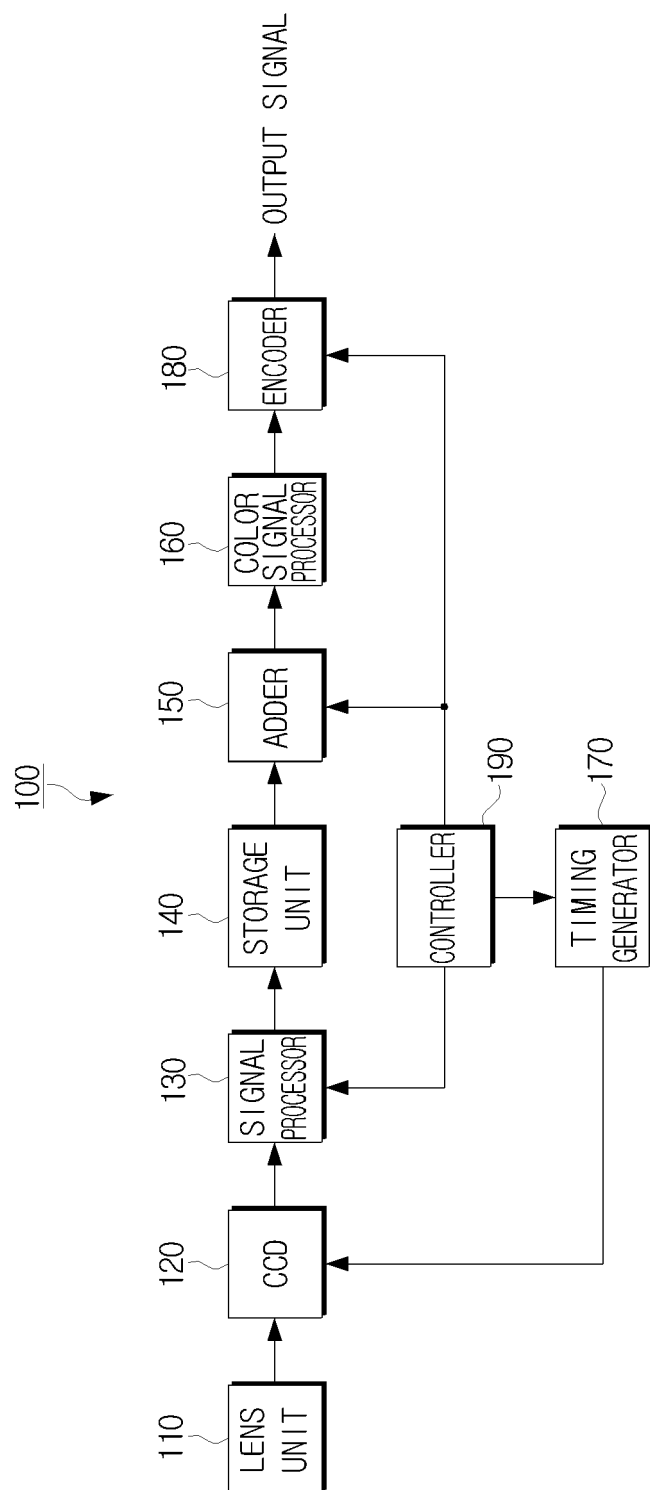 100
110
LENS
UNIT
120
CCD
130
SIGNAL
PROCESSOR
140
STORAGE
UNIT
150
ADDER
160
COLOR
SIGNAL
PROCESSOR
180
ENCODER
OUTPUT SIGNAL
CONTROLLER
190
TIMING
GENERATOR
170